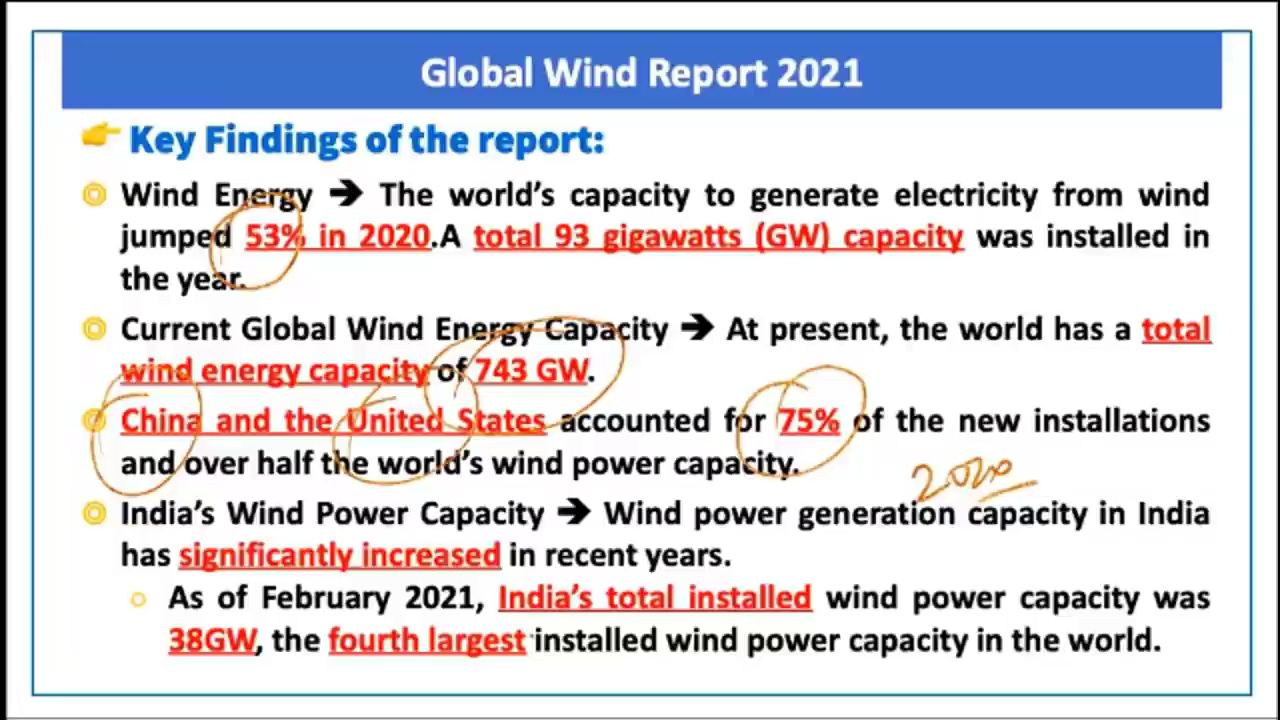 Global Wind Report 2021
Key Findings of the report:
Wind Energy ➔ The world's capacity to generate electricity from wind
jumped 53% in 2020.A total 93 gigawatts (GW) capacity was installed in
the year.
Current Global Wind Energy Capacity ➔ At present, the world has a total
wind energy capacity of 743 GW.
China and the United States accounted for 75% of the new installations
and over half the world's wind power capacity.
2020
India's Wind Power Capacity ➔ Wind power generation capacity in India
has significantly increased in recent years.
As of February 2021, India's total installed wind power capacity was
38GW, the fourth largest installed wind power capacity in the world.